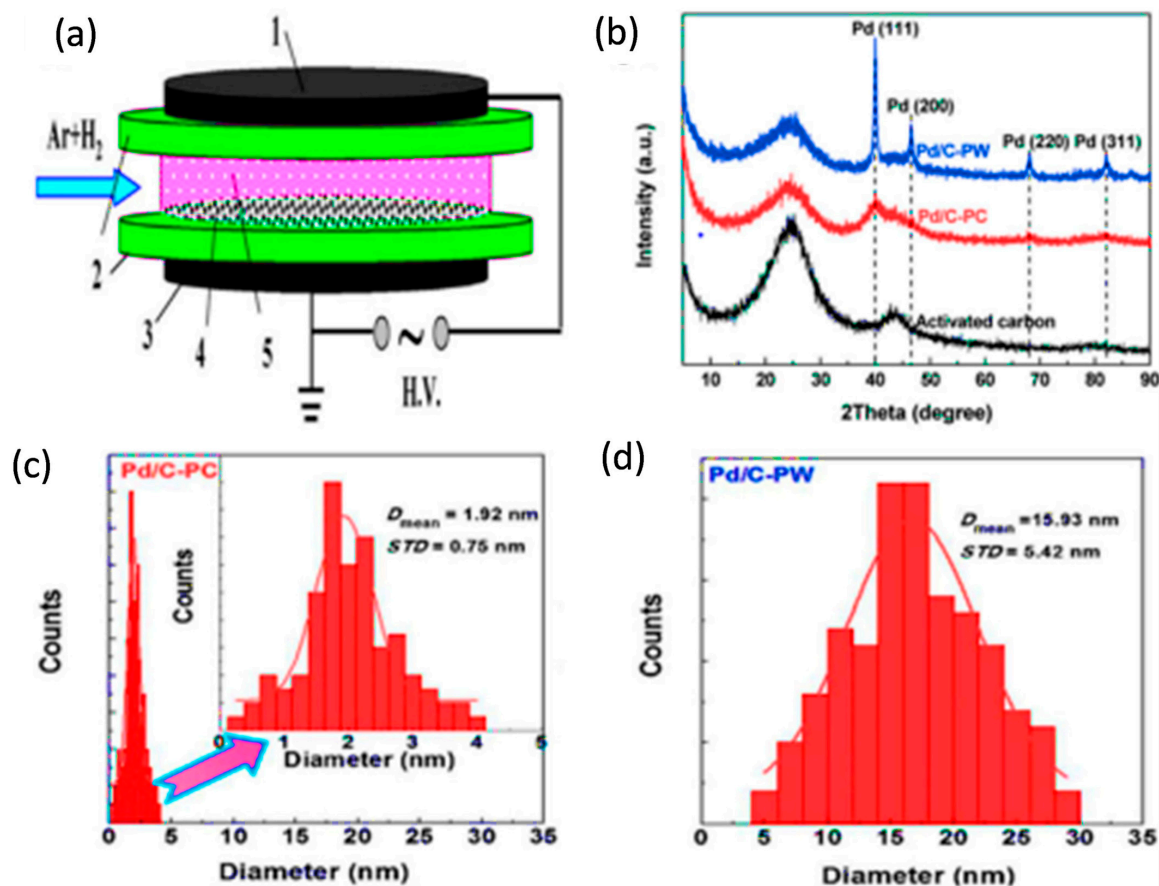 (a)
1
Ar+H2
2
3
4
5
~
H.V.
(b)
Pd (111)
Pd (200)
Pd (220)
Pd (311)
Pd/C-PW
Pd/C-PC
Activated carbon
Intensity (a.u.)
10 20 30 40 50 60 70 80 90
2Theta (degree)
(c)
Pd/C-PC
Dmean = 1.92 nm
STD = 0.75 nm
Counts
Counts
0 1 2 3 4 5
Diameter (nm)
0 5 10 15 20 25 30 35
Diameter (nm)
(d)
Pd/C-PW
Dmean =15.93 nm
STD = 5.42 nm
Counts
0 5 10 15 20 25 30 35
Diameter (nm)